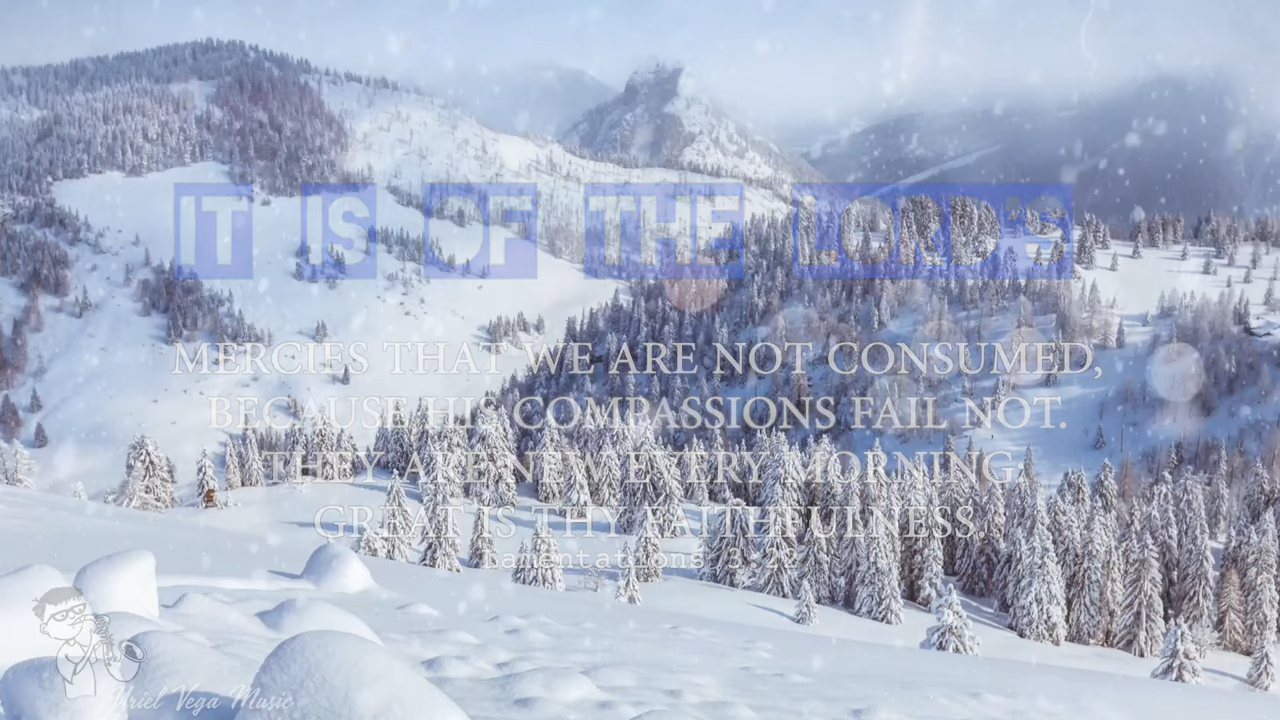 IT IS OF THE LORD'S
MERCIES THAT WE ARE NOT CONSUMED,
BECAUSE HIS COMPASSIONS FAIL NOT.
THEY ARE NEW EVERY MORNING:
GREAT IS THY FAITHFULNESS.
Lamentations 3.22
Uriel Vega Music